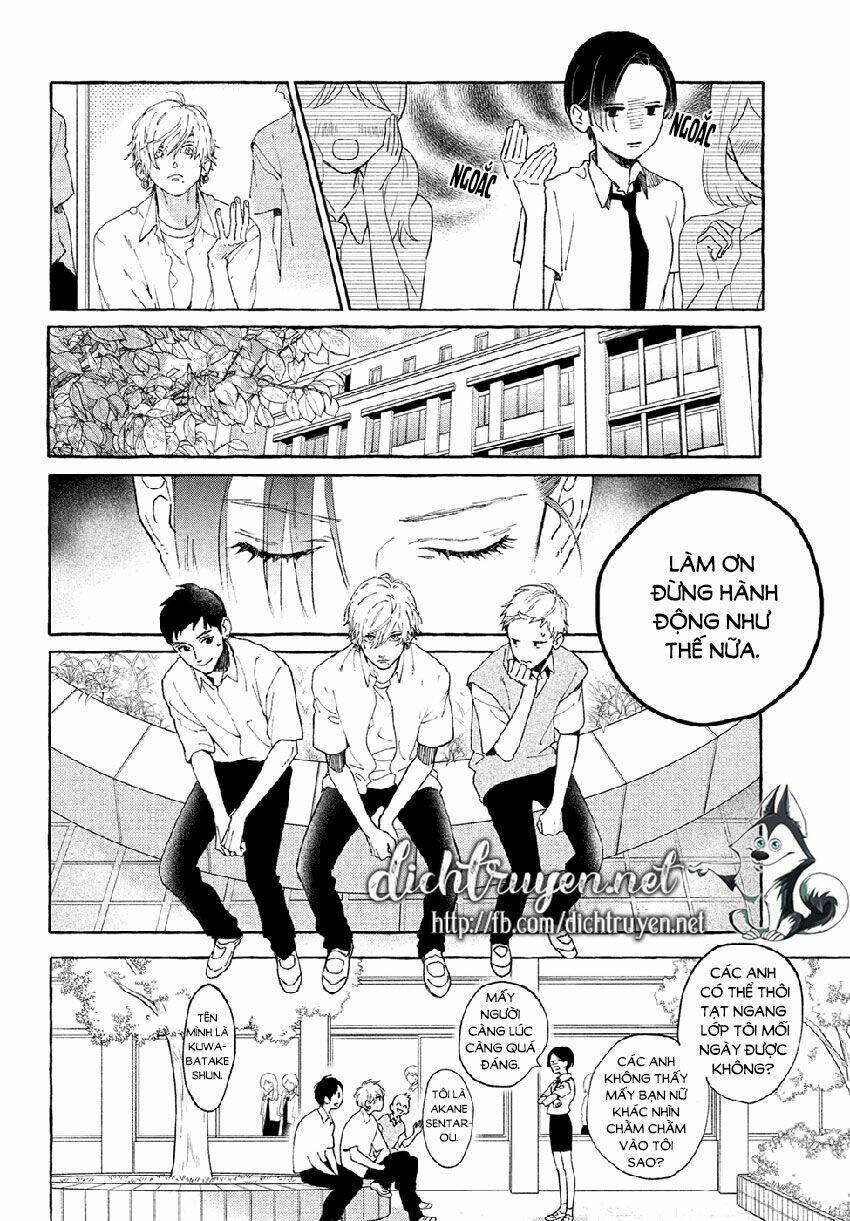 NGOẮC
NGOẮC
LÀM ƠN
ĐỪNG HÀNH
ĐỘNG NHƯ
THẾ NỮA.
dichtruyen.net
http://fb.com/dichtruyen.net
CÁC ANH
CÓ THỂ THÔI
TẠT NGANG
LỚP TÔI MỖI
NGÀY ĐƯỢC
KHÔNG?
CÁC ANH
KHÔNG THẤY
MẤY BẠN NỮ
KHÁC NHÌN
CHẰM CHẰM
VÀO TÔI
SAO?
MẤY
NGƯỜI
CÀNG LÚC
CÀNG QUÁ
ĐÁNG.
TÔI LÀ
AKANE
SENTAR-
OU.
TÊN
MÌNH LÀ
KUWA-
BATAKE
SHUN.